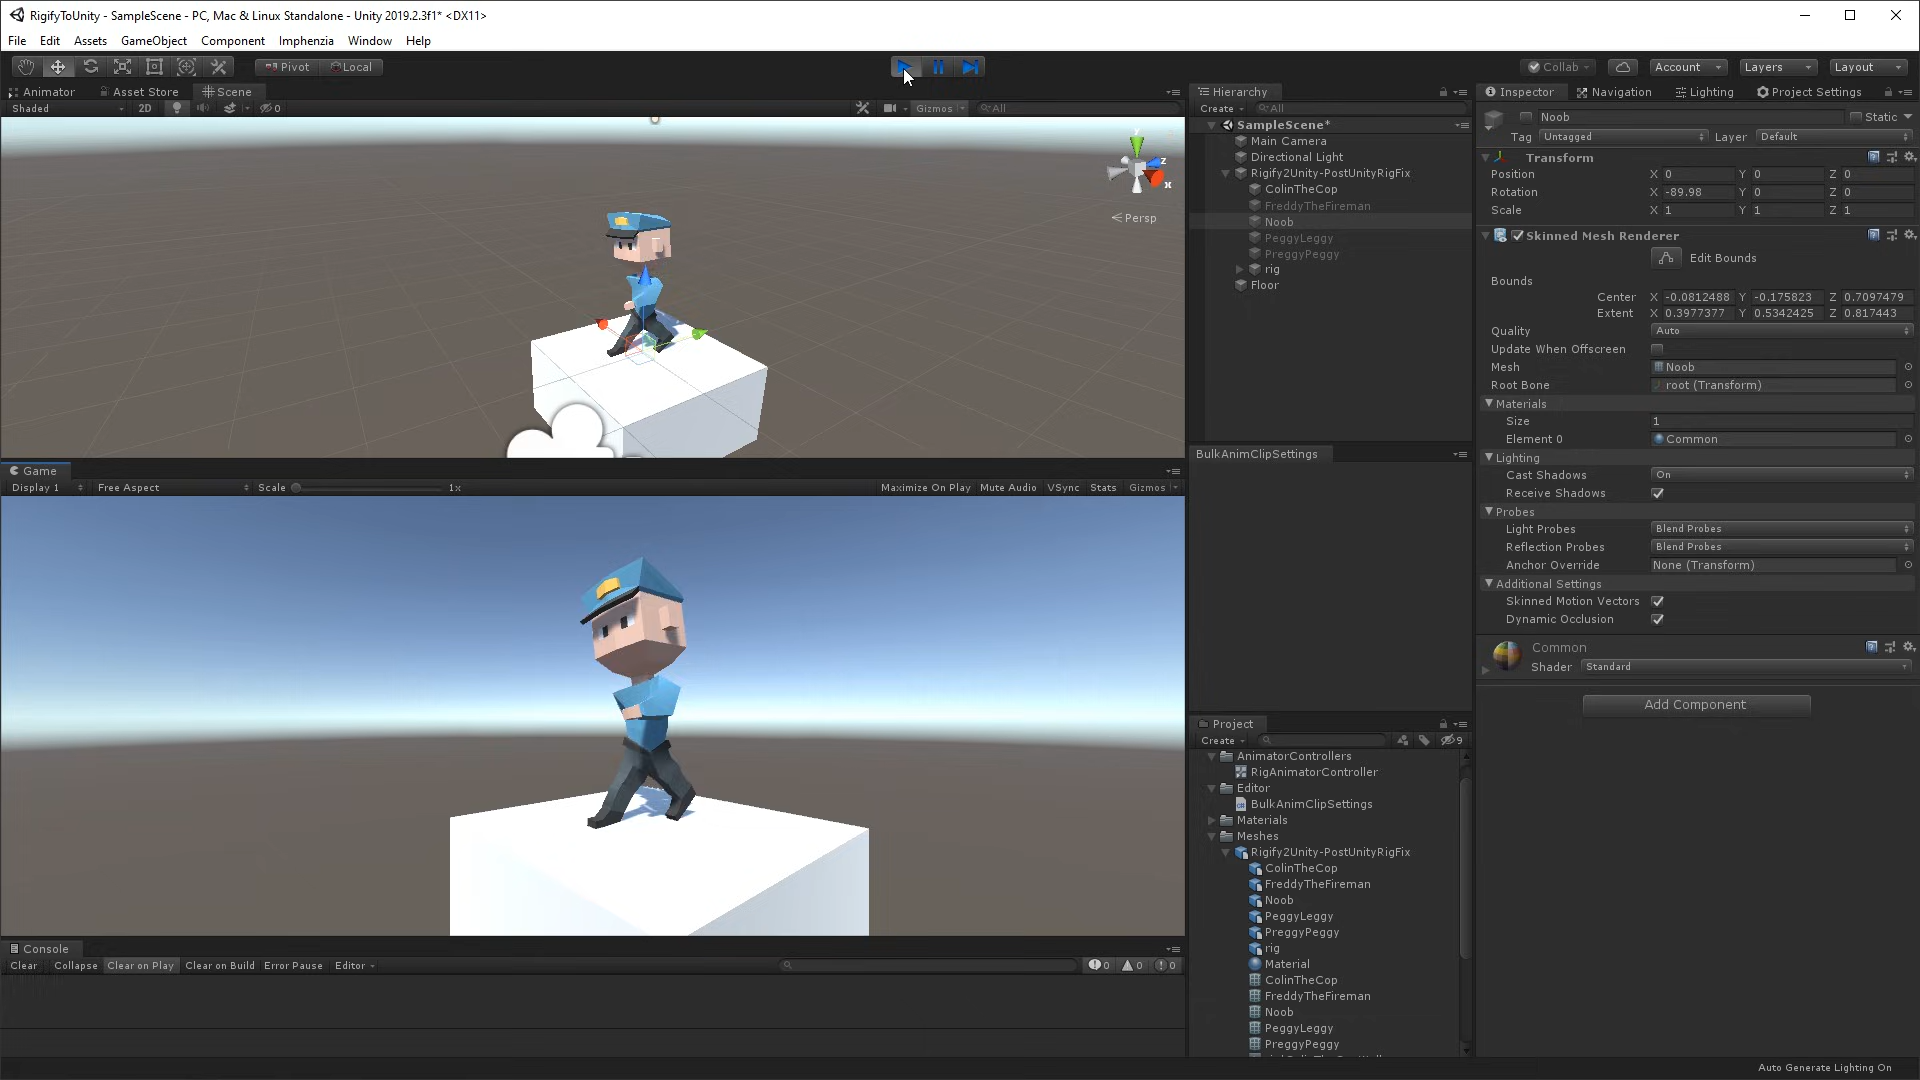 RigifyToUnity - SampleScene - PC, Mac & Linux Standalone - Unity 2019.2.3f1* <DX11>
File Edit Assets GameObject Component Imphenzia Window Help
Pivot Local Collab Account Layers Layout
Animator Asset Store Scene
Shaded 2D 0 Gizmos All
y
z
x
Persp
Game
Display 1 Free Aspect Scale 1x Maximize On Play Mute Audio VSync Stats Gizmos
Console
Clear Collapse Clear on Play Clear on Build Error Pause Editor 0 0 0
Hierarchy
Create All
SampleScene*
Main Camera
Directional Light
Rigify2Unity-PostUnityRigFix
ColinTheCop
FreddyTheFireman
Noob
PeggyLeggy
PreggyPeggy
rig
Floor
BulkAnimClipSettings
Project
Create 9
AnimatorControllers
RigAnimatorController
Editor
BulkAnimClipSettings
Materials
Meshes
Rigify2Unity-PostUnityRigFix
ColinTheCop
FreddyTheFireman
Noob
PeggyLeggy
PreggyPeggy
rig
Material
ColinTheCop
FreddyTheFireman
Noob
PeggyLeggy
PreggyPeggy
Inspector Navigation Lighting Project Settings
Noob Static
Tag Untagged Layer Default
Transform
Position X 0 Y 0 Z 0
Rotation X -89.98 Y 0 Z 0
Scale X 1 Y 1 Z 1
Skinned Mesh Renderer
Edit Bounds
Bounds
Center X -0.0812488 Y -0.175823 Z 0.7097479
Extent X 0.3977377 Y 0.5342425 Z 0.817443
Quality Auto
Update When Offscreen
Mesh Noob
Root Bone root (Transform)
Materials
Size 1
Element 0 Common
Lighting
Cast Shadows On
Receive Shadows
Probes
Light Probes Blend Probes
Reflection Probes Blend Probes
Anchor Override None (Transform)
Additional Settings
Skinned Motion Vectors
Dynamic Occlusion
Common
Shader Standard
Add Component
Auto Generate Lighting On